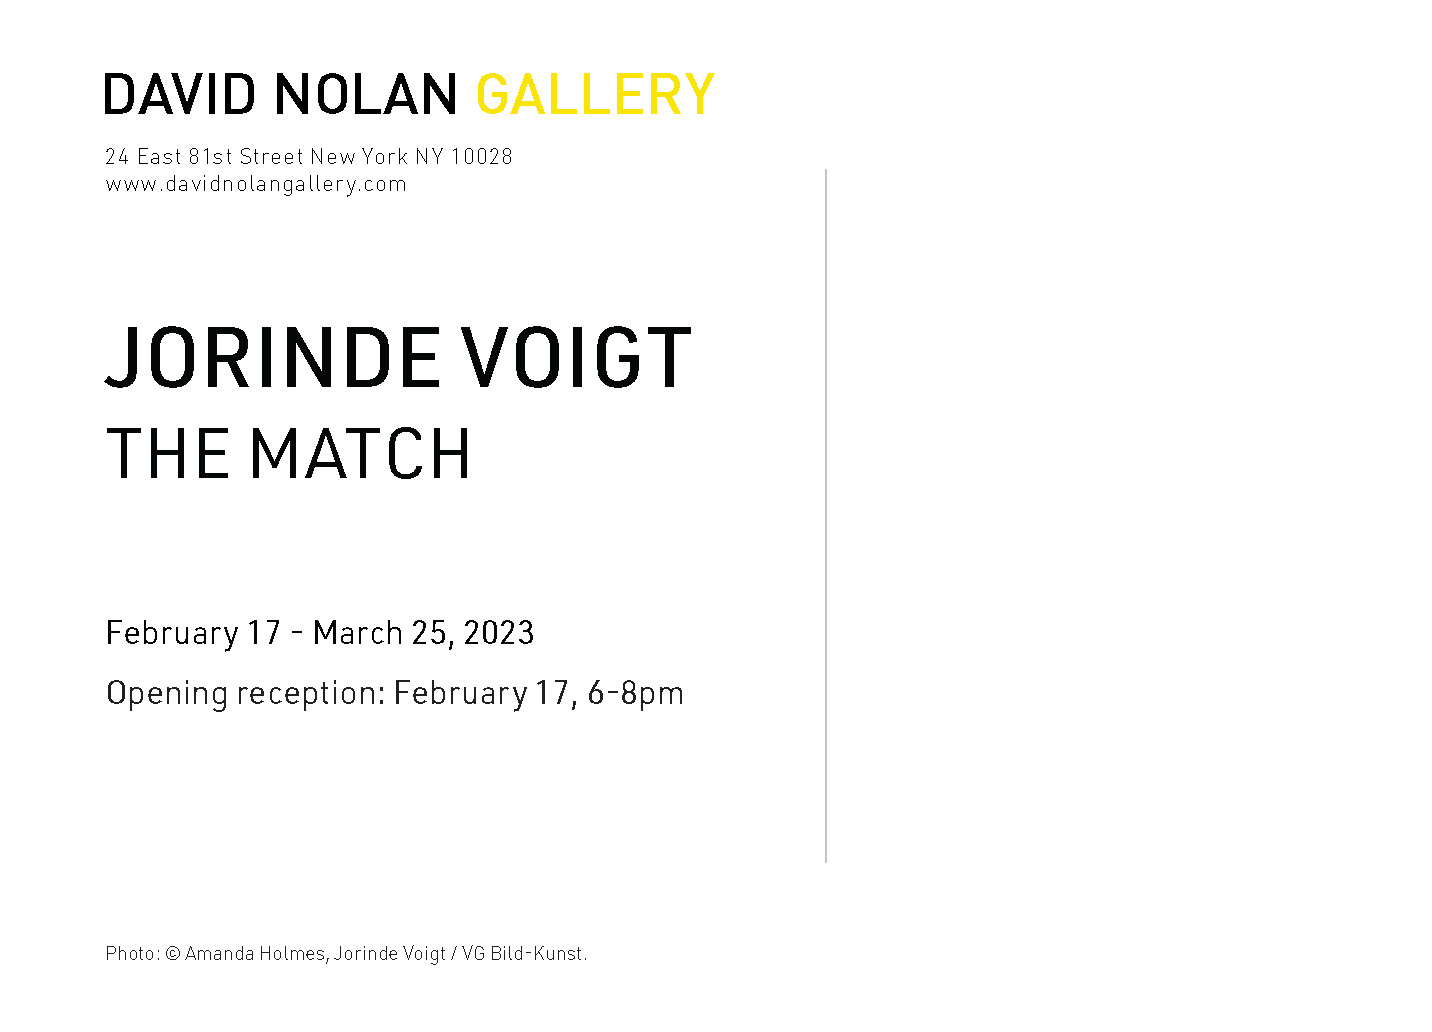 DAVID NOLAN GALLERY
24 East 81st Street New York NY 10028
www.davidnolangallery.com
JORINDE VOIGT
THE MATCH
February 17 - March 25, 2023
Opening reception: February 17, 6-8pm
Photo: © Amanda Holmes, Jorinde Voigt / VG Bild-Kunst.